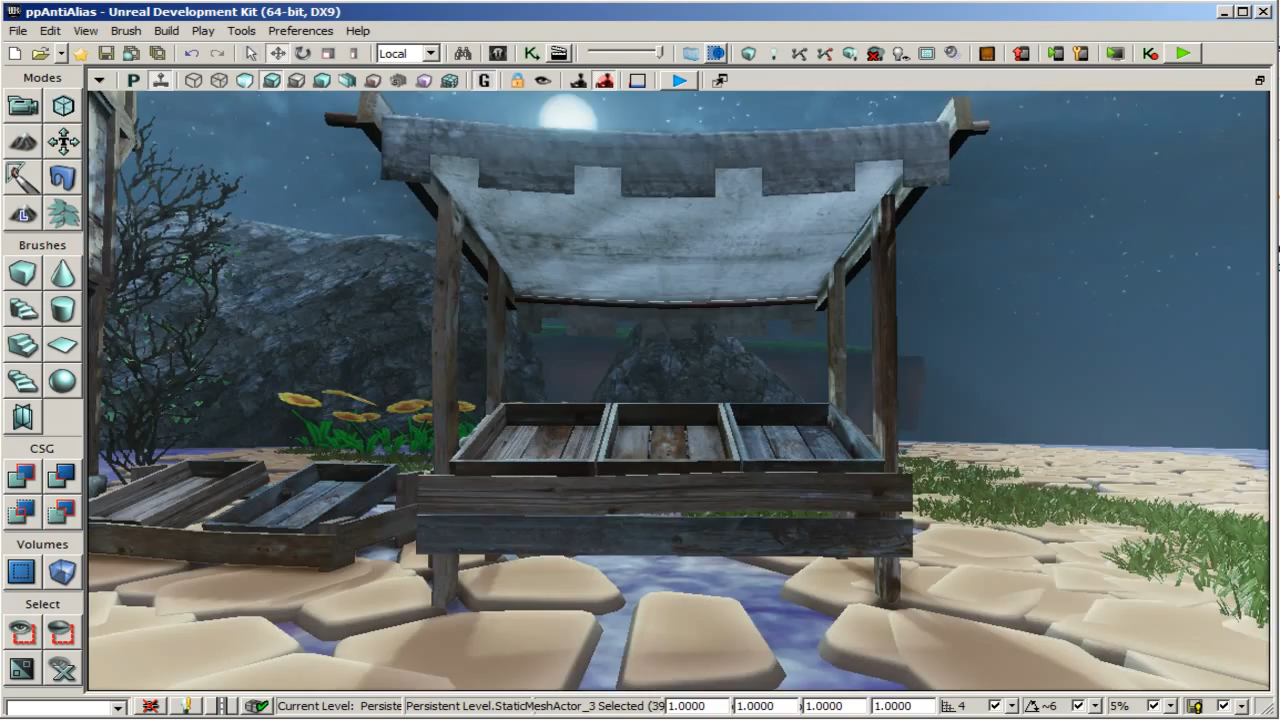 ppAntiAlias - Unreal Development Kit (64-bit, DX9)
File Edit View Brush Build Play Tools Preferences Help
Local
Modes
P
G
L
Brushes
CSG
Volumes
Select
Current Level: Persiste Persistent Level.StaticMeshActor_3 Selected (39 1.0000 1.0000 1.0000 1.0000 4 ~6 5%